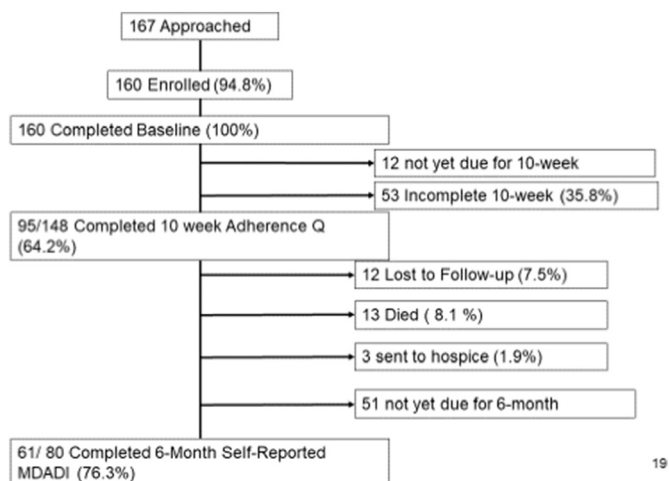 167 Approached
160 Enrolled (94.8%)
160 Completed Baseline (100%)
12 not yet due for 10-week
53 Incomplete 10-week (35.8%)
95/148 Completed 10 week Adherence Q
(64.2%)
12 Lost to Follow-up (7.5%)
13 Died ( 8.1 %)
3 sent to hospice (1.9%)
51 not yet due for 6-month
61/ 80 Completed 6-Month Self-Reported
MDADI (76.3%)
19